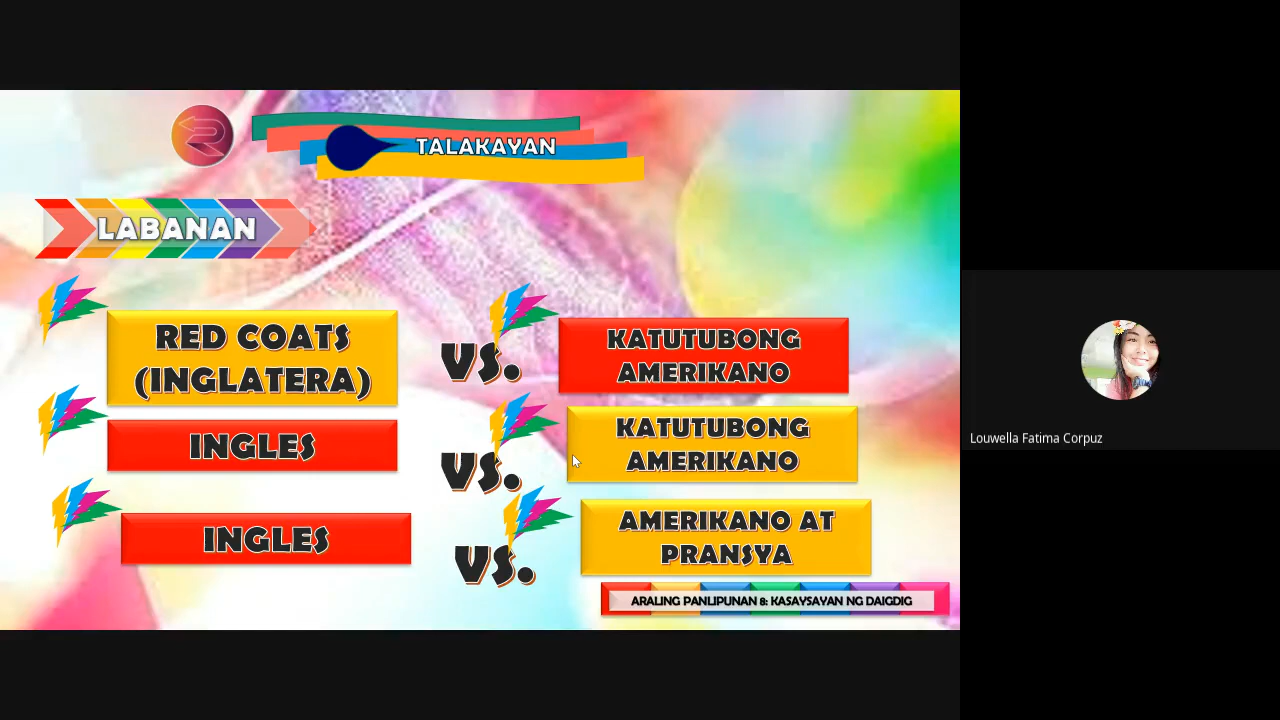 TALAKAYAN
LABANAN
RED COATS
(INGLATERA)
VS.
KATUTUBONG
AMERIKANO
INGLES
VS.
KATUTUBONG
AMERIKANO
INGLES
VS.
AMERIKANO AT
PRANSYA
ARALING PANLIPUNAN 8: KASAYSAYAN NG DAIGDIG
Louwella Fatima Corpuz